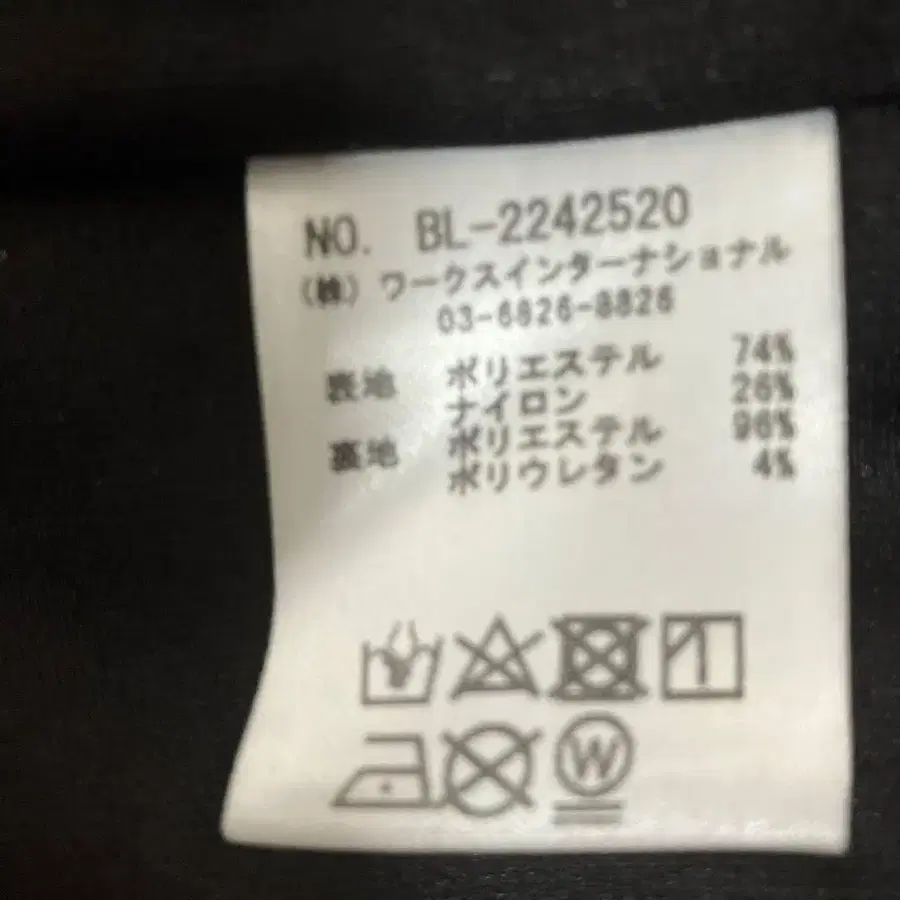 NO. BL-2242520
(株) ワークスインターナショナル
03-6826-8826
表地 ポリエステル 74%
ナイロン 26%
裏地 ポリエステル 96%
ポリウレタン 4%
W